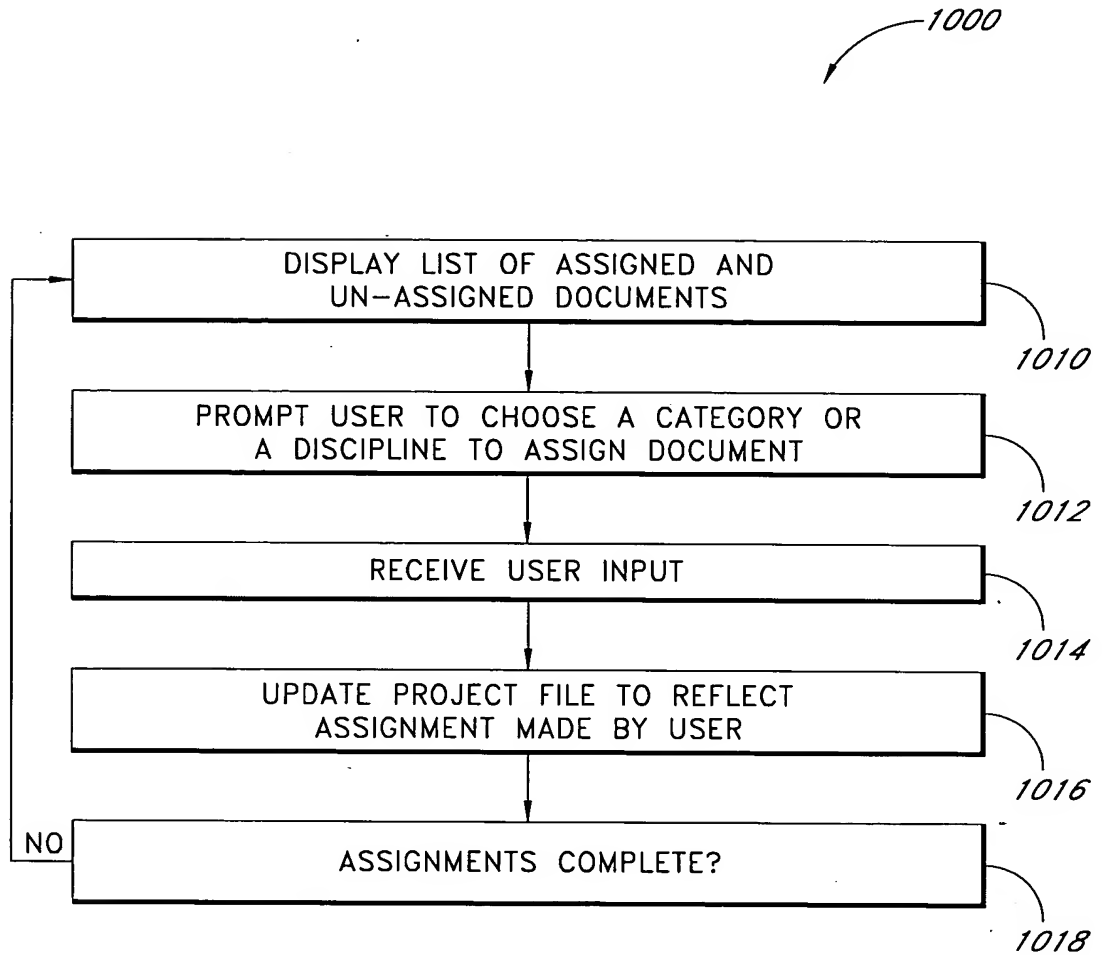 1000
DISPLAY LIST OF ASSIGNED AND
UN-ASSIGNED DOCUMENTS
1010
PROMPT USER TO CHOOSE A CATEGORY OR
A DISCIPLINE TO ASSIGN DOCUMENT
1012
RECEIVE USER INPUT
1014
UPDATE PROJECT FILE TO REFLECT
ASSIGNMENT MADE BY USER
1016
NO
ASSIGNMENTS COMPLETE?
1018